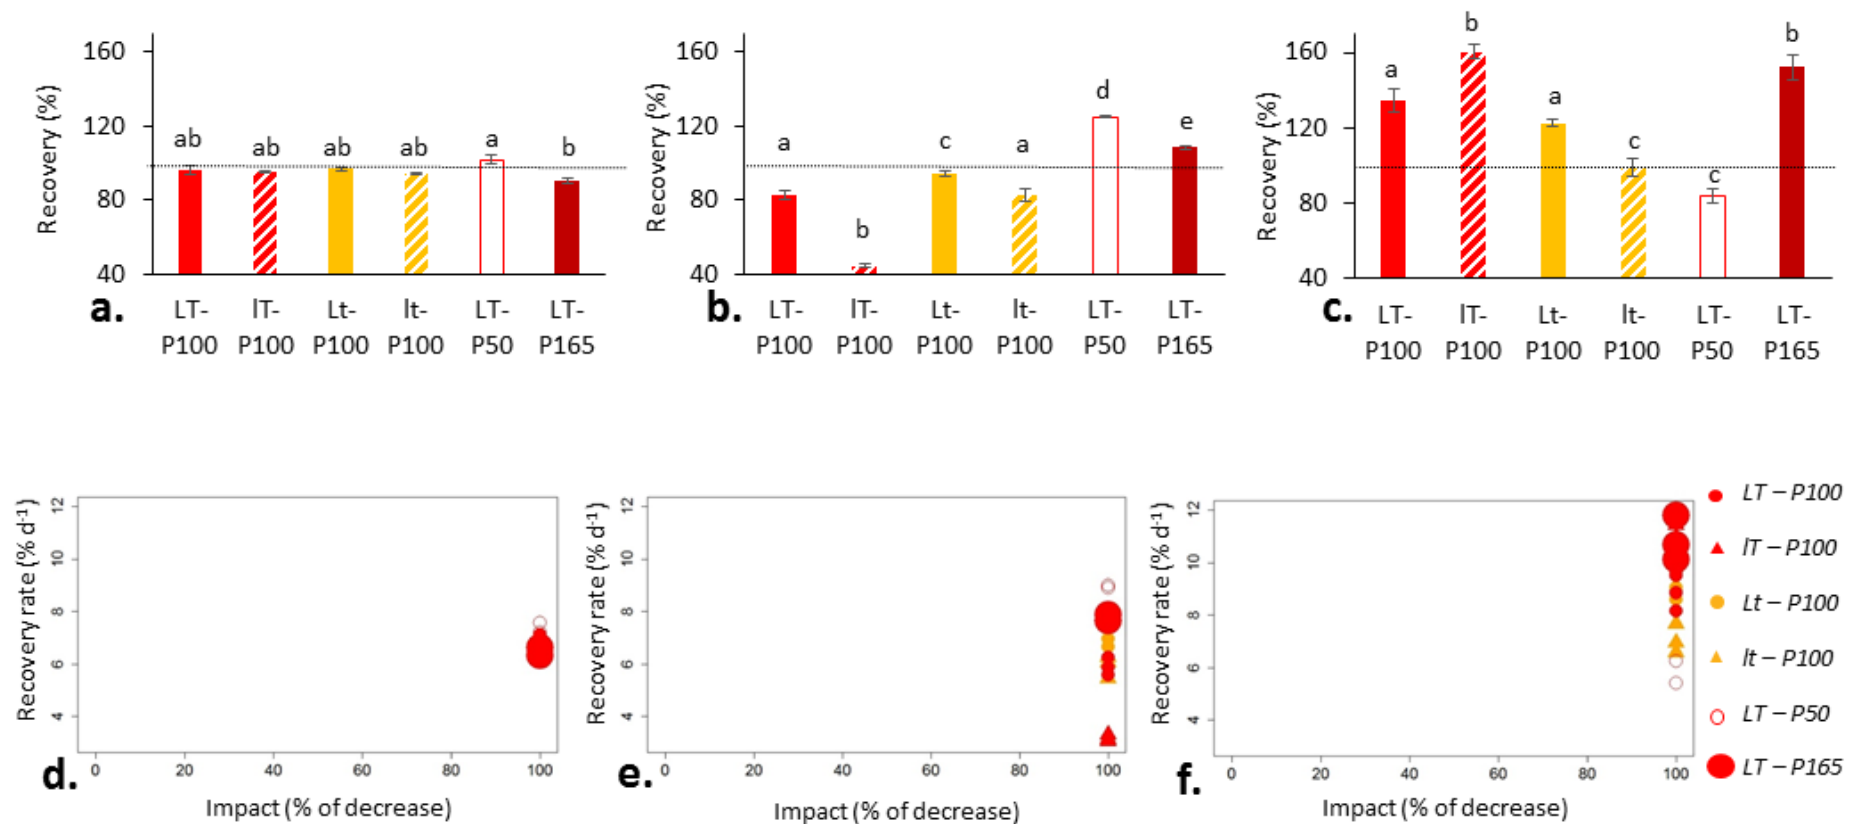 Recovery (%)
160
120
80
40
ab
ab
ab
ab
a
b
LT-
P100
lT-
P100
Lt-
P100
lt-
P100
LT-
P50
LT-
P165
a.
Recovery (%)
160
120
80
40
a
b
c
a
d
e
LT-
P100
lT-
P100
Lt-
P100
lt-
P100
LT-
P50
LT-
P165
b.
Recovery (%)
160
120
80
40
a
b
a
c
c
b
LT-
P100
lT-
P100
Lt-
P100
lt-
P100
LT-
P50
LT-
P165
c.
Recovery rate (% d-1)
12
10
8
6
4
0 20 40 60 80 100
Impact (% of decrease)
d.
Recovery rate (% d-1)
12
10
8
6
4
0 20 40 60 80 100
Impact (% of decrease)
e.
Recovery rate (% d-1)
12
10
8
6
4
0 20 40 60 80 100
Impact (% of decrease)
f.
LT – P100
lT – P100
Lt – P100
lt – P100
LT – P50
LT – P165